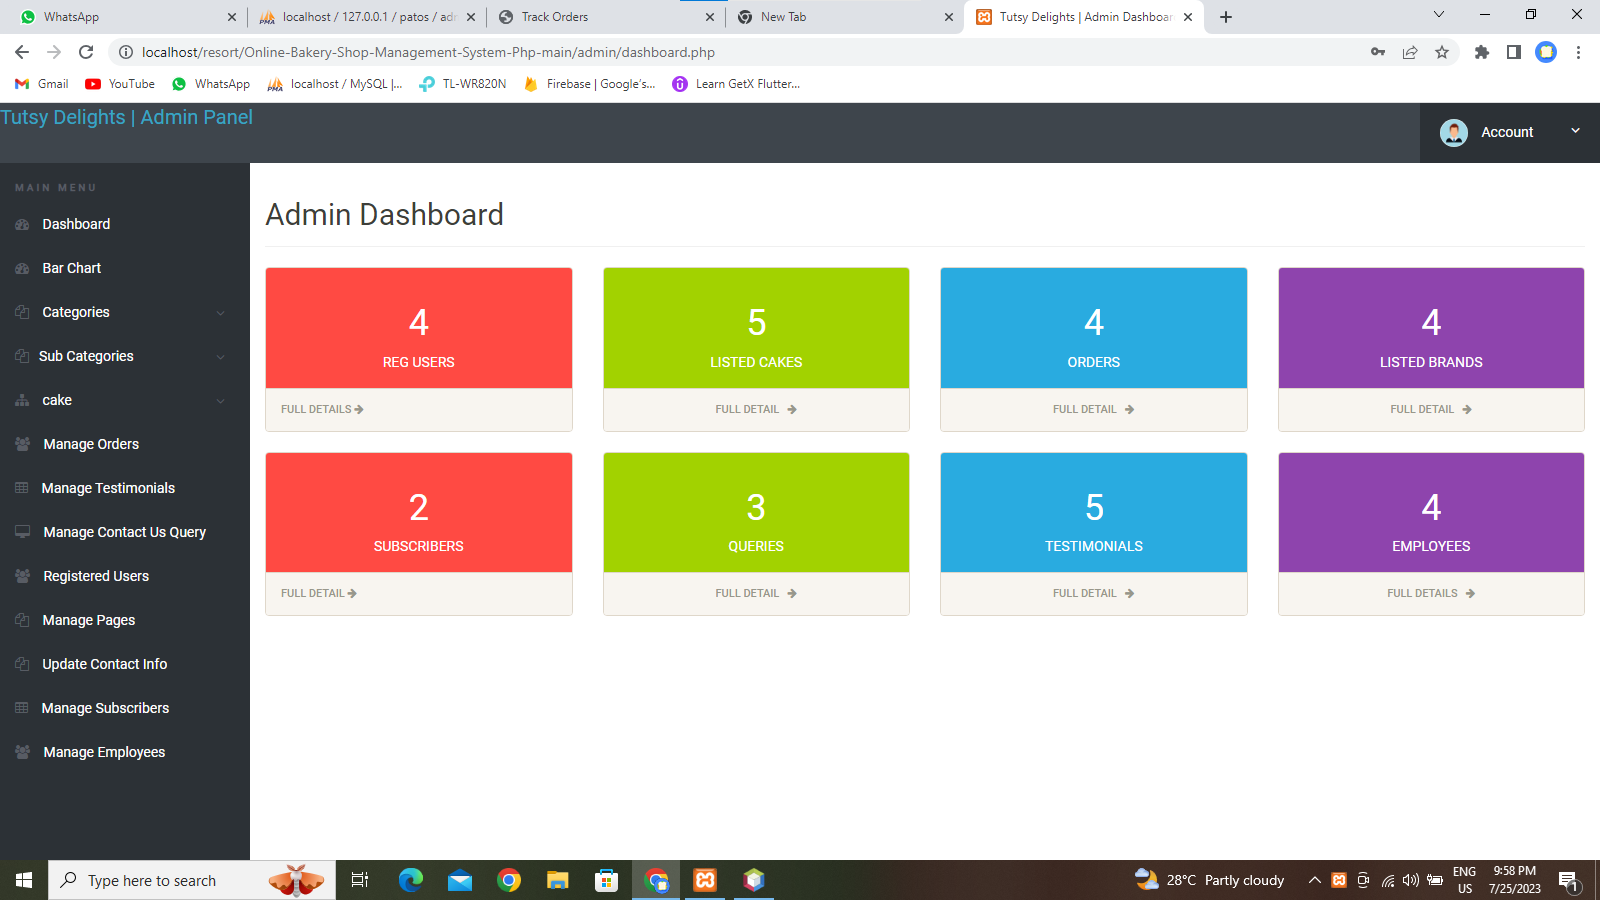 WhatsApp
localhost / 127.0.0.1 / patos / adr
Track Orders
New Tab
Tutsy Delights | Admin Dashboar
localhost/resort/Online-Bakery-Shop-Management-System-Php-main/admin/dashboard.php
Gmail
YouTube
WhatsApp
localhost / MySQL |...
TL-WR820N
Firebase | Google's...
Learn GetX Flutter...
Tutsy Delights | Admin Panel
Account
MAIN MENU
Dashboard
Bar Chart
Categories
Sub Categories
cake
Manage Orders
Manage Testimonials
Manage Contact Us Query
Registered Users
Manage Pages
Update Contact Info
Manage Subscribers
Manage Employees
Admin Dashboard
4
REG USERS
FULL DETAILS
5
LISTED CAKES
FULL DETAIL
4
ORDERS
FULL DETAIL
4
LISTED BRANDS
FULL DETAIL
2
SUBSCRIBERS
FULL DETAIL
3
QUERIES
FULL DETAIL
5
TESTIMONIALS
FULL DETAIL
4
EMPLOYEES
FULL DETAILS
Type here to search
28°C Partly cloudy
ENG
US
9:58 PM
7/25/2023
1